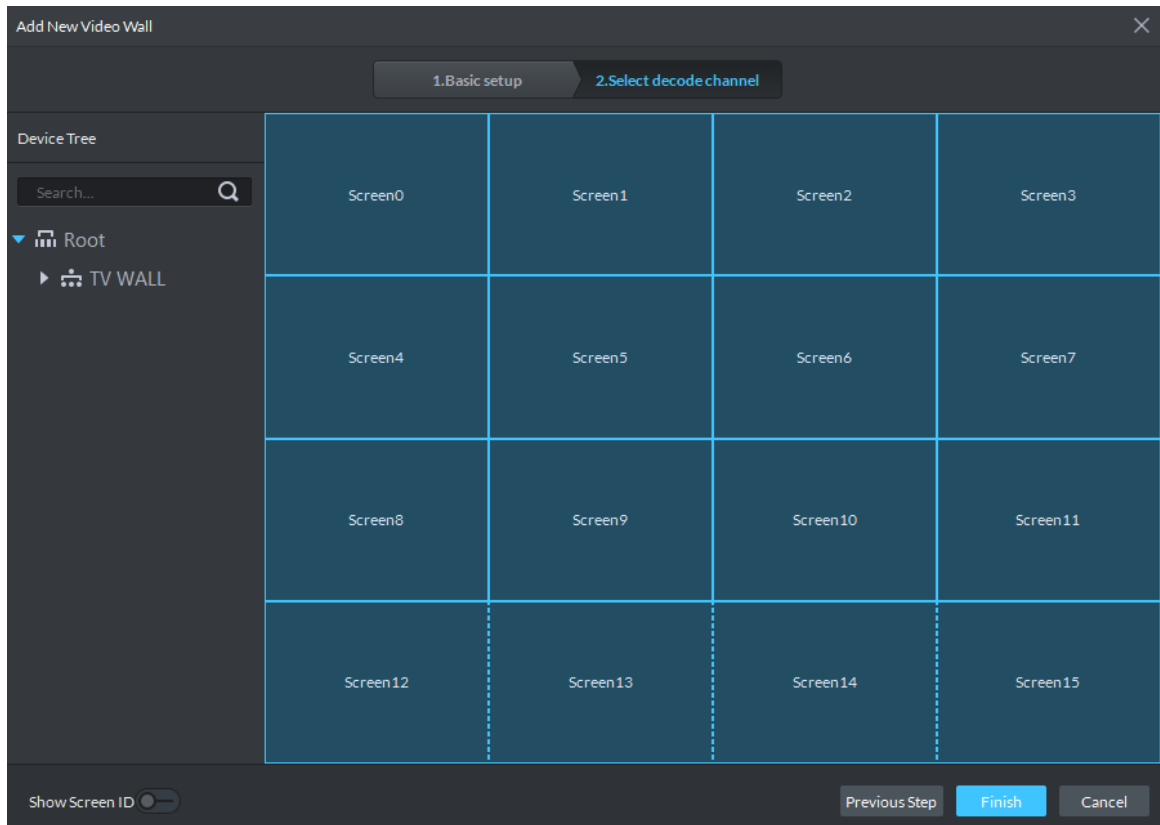 Add New Video Wall
1.Basic setup
2.Select decode channel
Device Tree
Search...
Root
TV WALL
Screen0
Screen1
Screen2
Screen3
Screen4
Screen5
Screen6
Screen7
Screen8
Screen9
Screen10
Screen11
Screen12
Screen13
Screen14
Screen15
Show Screen ID
Previous Step
Finish
Cancel